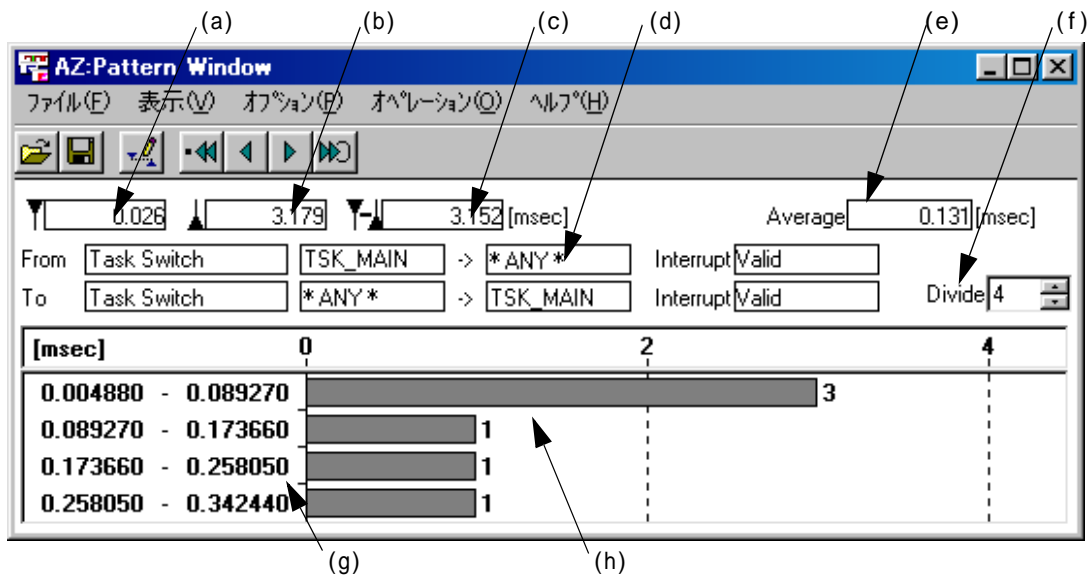 (a) (b) (c) (d) (e) (f)
AZ:Pattern Window
ファイル(F) 表示(V) オプション(P) オペレーション(O) ヘルプ(H)
0.026 3.179 3.152 [msec] Average 0.131 [msec]
From Task Switch TSK_MAIN -> *ANY* Interrupt Valid
To Task Switch *ANY* -> TSK_MAIN Interrupt Valid Divide 4
[msec] 0 2 4
0.004880 - 0.089270 3
0.089270 - 0.173660 1
0.173660 - 0.258050 1
0.258050 - 0.342440 1
(g) (h)